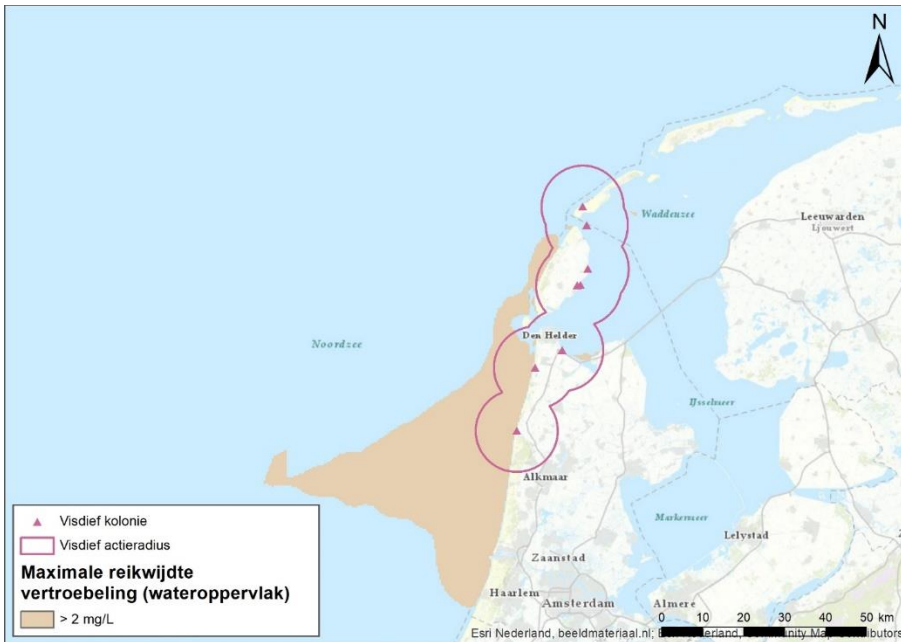 N
Waddenzee
Leeuwarden
Ljouwert
Noordzee
Den Helder
IJsselmeer
Alkmaar
Markermeer
Lelystad
Zaanstad
Haarlem
Amsterdam
Almere
Visdief kolonie
Visdief actieradius
Maximale reikwijdte
vertroebeling (wateroppervlak)
> 2 mg/L
0 10 20 30 40 50 km
Esri Nederland, beeldmateriaal.nl;